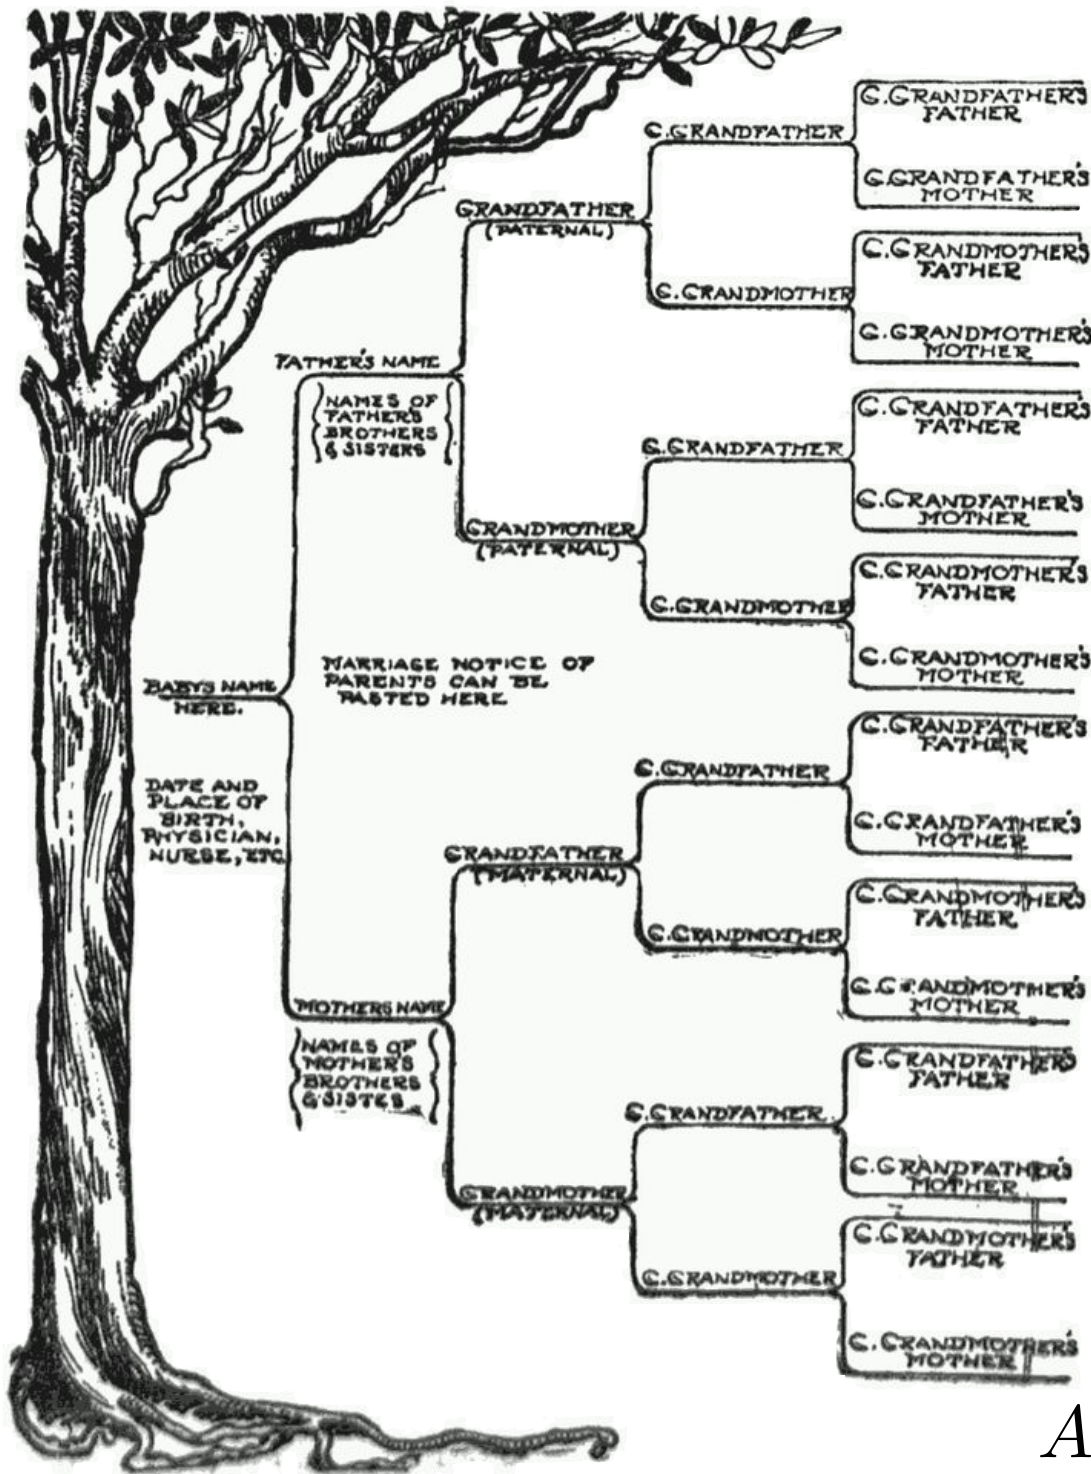 G.GRANDFATHER'S
FATHER
G.GRANDFATHER
G.GRANDFATHER'S
MOTHER
GRANDFATHER
(PATERNAL)
G.GRANDMOTHER'S
FATHER
G.GRANDMOTHER
G.GRANDMOTHER'S
MOTHER
FATHER'S NAME
NAMES OF
FATHER'S
BROTHERS
& SISTERS
G.GRANDFATHER'S
FATHER
G.GRANDFATHER
G.GRANDFATHER'S
MOTHER
GRANDMOTHER
(PATERNAL)
G.GRANDMOTHER'S
FATHER
G.GRANDMOTHER
G.GRANDMOTHER'S
MOTHER
MARRIAGE NOTICE OF
PARENTS CAN BE
PASTED HERE
BABYS NAME
HERE.
DATE AND
PLACE OF
BIRTH,
PHYSICIAN,
NURSE, ETC
G.GRANDFATHER'S
FATHER
G.GRANDFATHER
G.GRANDFATHER'S
MOTHER
GRANDFATHER
(MATERNAL)
G.GRANDMOTHER'S
FATHER
G.GRANDMOTHER
G.GRANDMOTHER'S
MOTHER
MOTHERS NAME
NAMES OF
MOTHER'S
BROTHERS
& SISTER
G.GRANDFATHER'S
FATHER
G.GRANDFATHER
G.GRANDFATHER'S
MOTHER
GRANDMOTHER
(MATERNAL)
G.GRANDMOTHER'S
FATHER
G.GRANDMOTHER
G.GRANDMOTHER'S
MOTHER
A